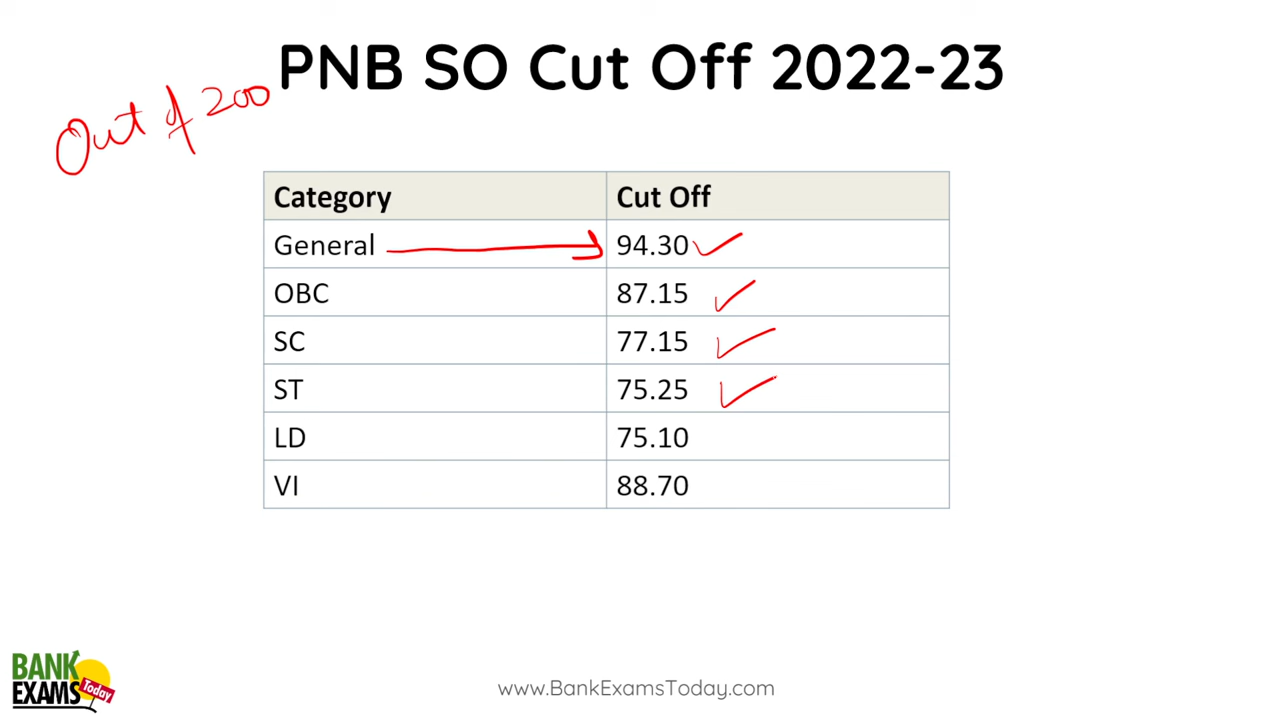 PNB SO Cut Off 2022-23
Out of 200
Category Cut Off
General 94.30
OBC 87.15
SC 77.15
ST 75.25
LD 75.10
VI 88.70
BANK
EXAMS Today
www.BankExamsToday.com